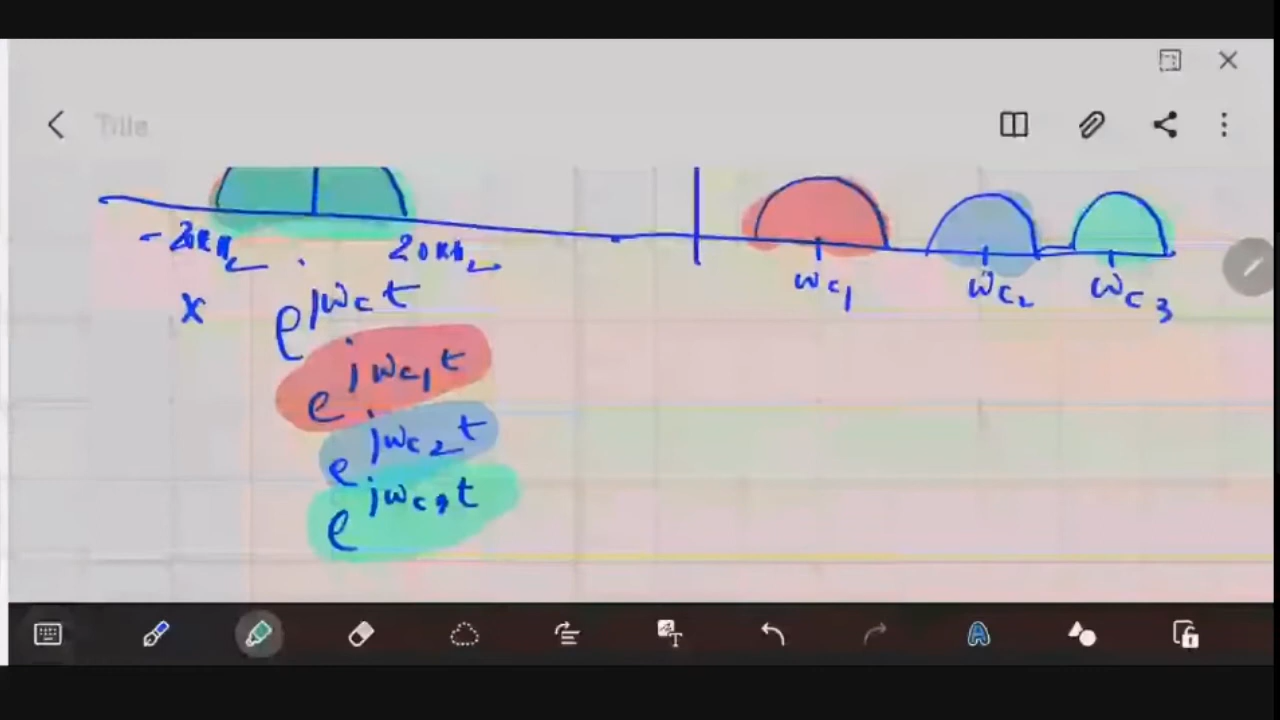 Title
-20KHz 20KHz
ωc1 ωc2 ωc3
x e^jωct
e^jωc1t
e^jωc2t
e^jωc3t